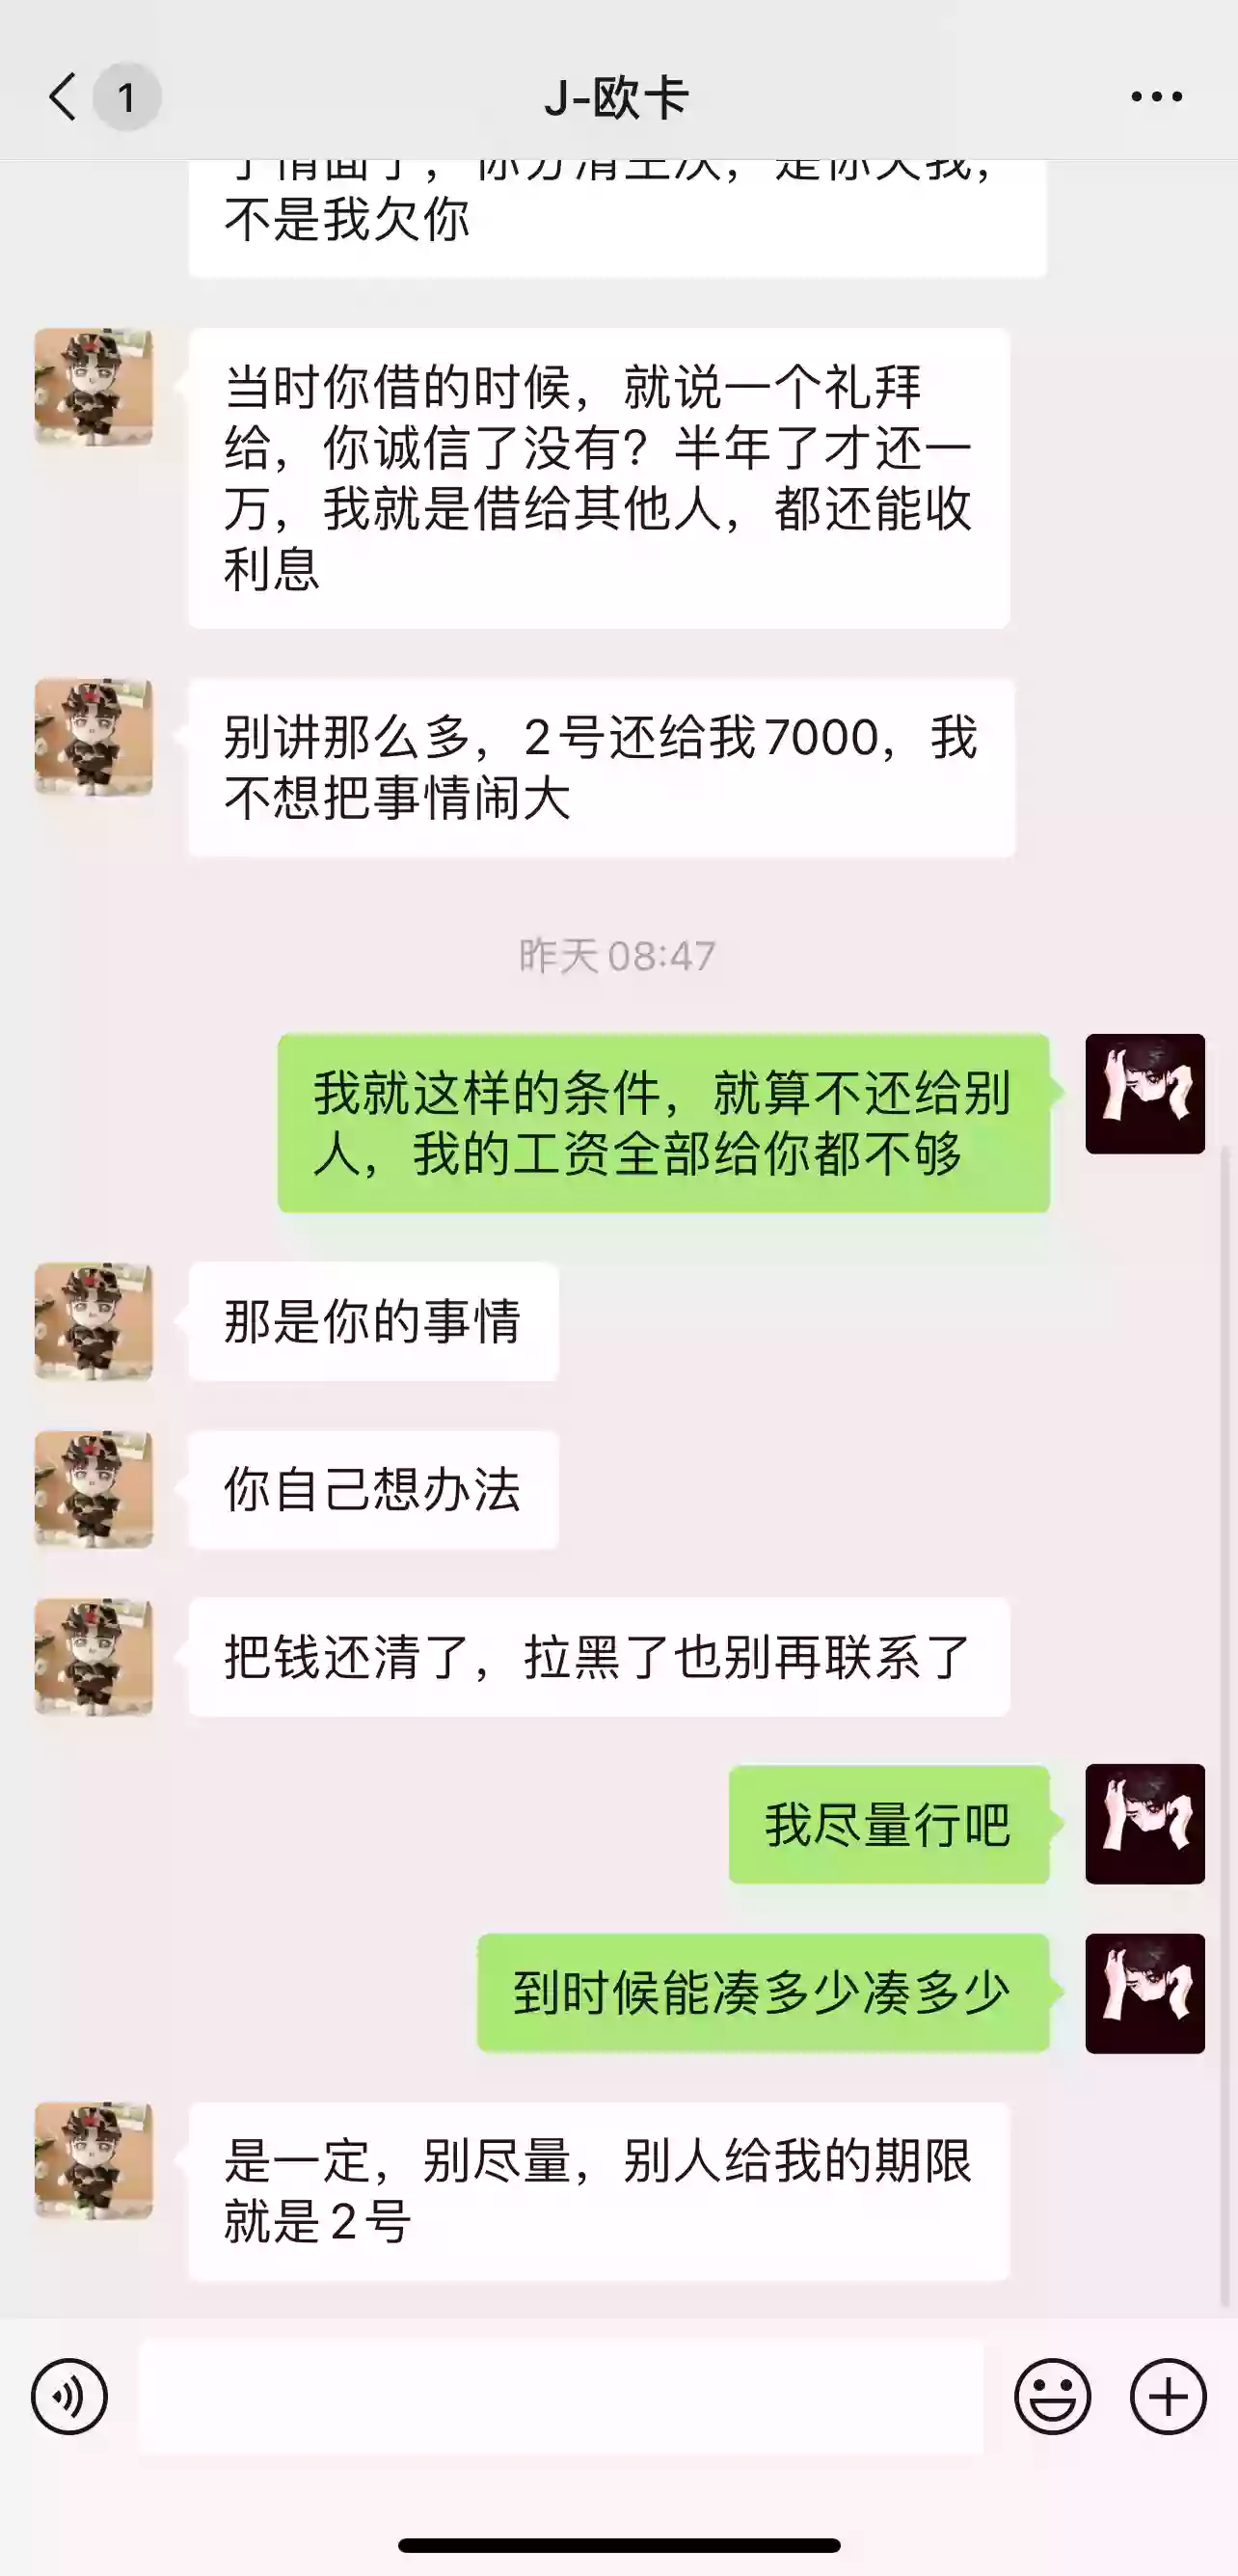 1
J-欧卡
不是我欠你
当时你借的时候，就说一个礼拜
给，你诚信了没有？半年了才还一
万，我就是借给其他人，都还能收
利息
别讲那么多，2号还给我7000，我
不想把事情闹大
昨天 08:47
我就这样的条件，就算不还给别
人，我的工资全部给你都不够
那是你的事情
你自己想办法
把钱还清了，拉黑了也别再联系了
我尽量行吧
到时候能凑多少凑多少
是一定，别尽量，别人给我的期限
就是2号